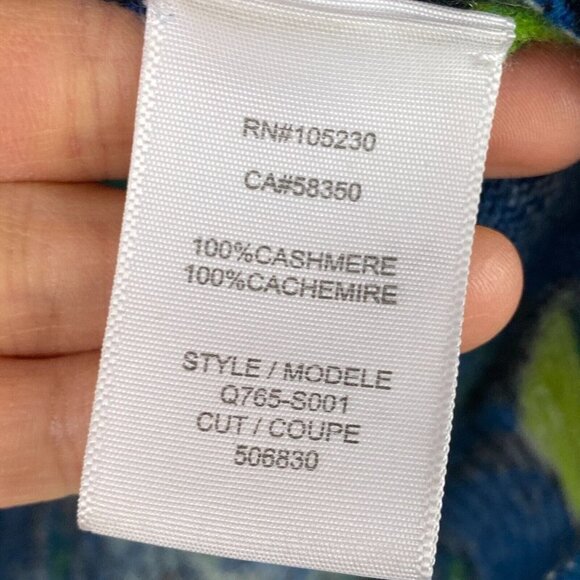 RN#105230
CA#58350
100%CASHMERE
100%CACHEMIRE
STYLE / MODELE
Q765-S001
CUT / COUPE
506830